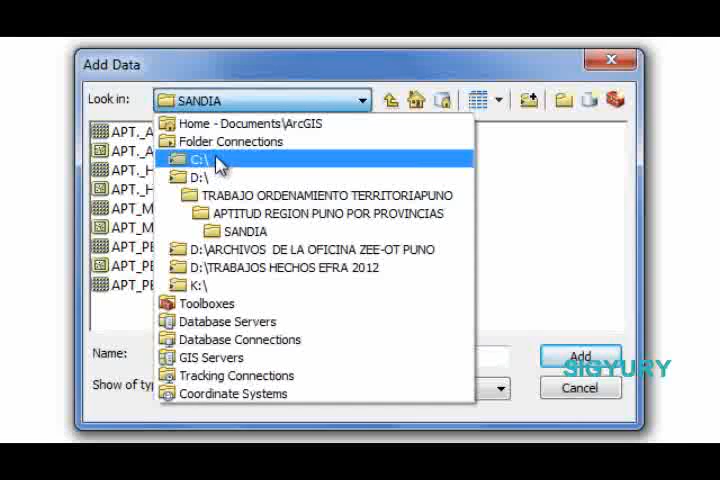 Add Data
Look in: SANDIA
Home - Documents\ArcGIS
Folder Connections
C:\
D:\
TRABAJO ORDENAMIENTO TERRITORIAPUNO
APTITUD REGION PUNO POR PROVINCIAS
SANDIA
D:\ARCHIVOS DE LA OFICINA ZEE-OT PUNO
D:\TRABAJOS HECHOS EFRA 2012
K:\
Toolboxes
Database Servers
Database Connections
GIS Servers
Tracking Connections
Coordinate Systems
APT._A
APT._A
APT._H
APT._H
APT_M
APT_M
APT_PE
APT_PE
APT_PE
Name:
Add
SIGYURY
Show of ty
Cancel